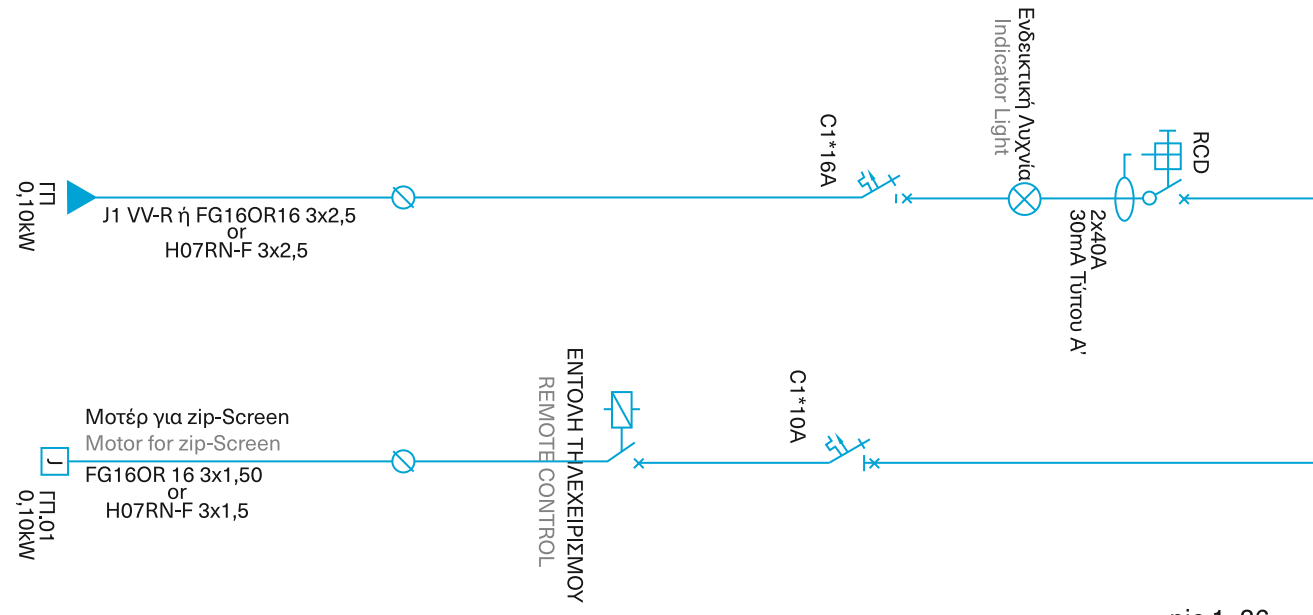 ΓΠ
0,10kW
J1 VV-R ή FG16OR16 3x2,5
or
H07RN-F 3x2,5
C1*16A
Ενδεικτική Λυχνία
Indicator Light
2x40A
30mA Τύπου Α'
RCD
Μοτέρ για zip-Screen
Motor for zip-Screen
J
FG16OR 16 3x1,50
or
H07RN-F 3x1,5
ΓΠ.01
0,10kW
ΕΝΤΟΛΗ ΤΗΛΕΧΕΙΡΙΣΜΟΥ
REMOTE CONTROL
C1*10A